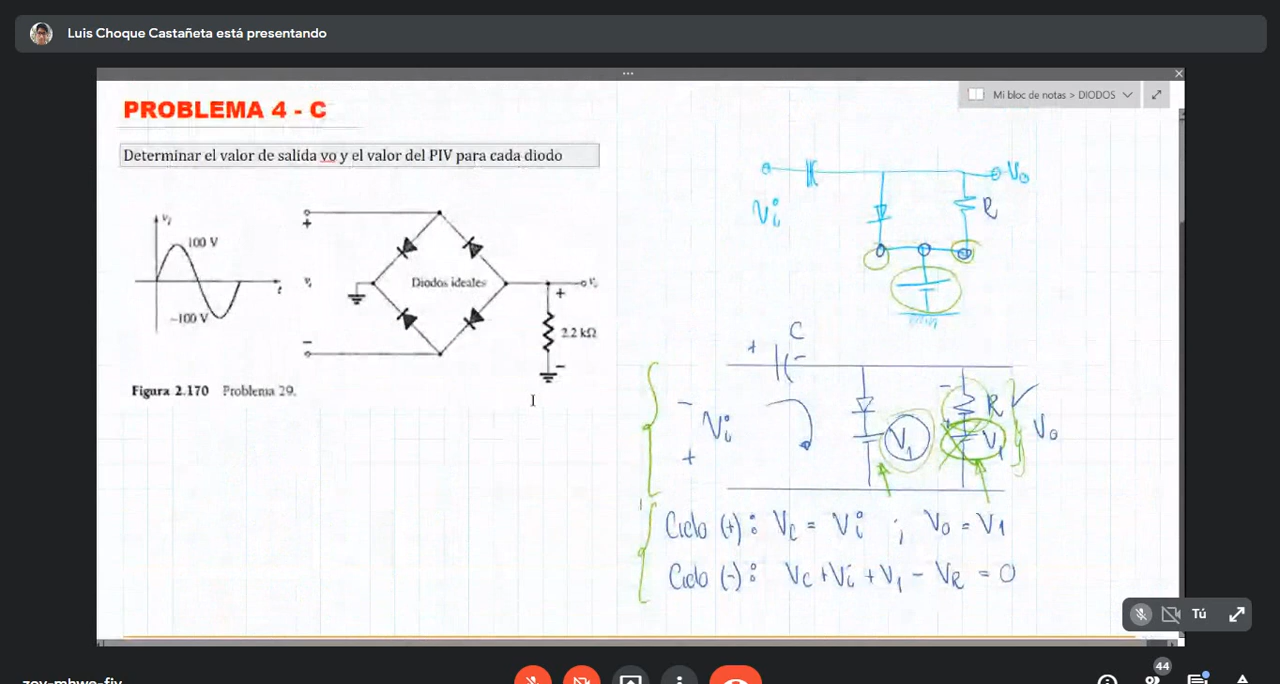 Luis Choque Castañeta está presentando
Mi bloc de notas > DIODOS
PROBLEMA 4 - C
Determinar el valor de salida vo y el valor del PIV para cada diodo
vi
100 V
t
-100 V
+
vi
-
Diodos ideales
+
2.2 kΩ
-
Figura 2.170 Problema 29.
Vi
Vo
R
+ C -
- Vi +
V1
- R
+ V1
Vo
Ciclo (+): Vc = Vi ; Vo = V1
Ciclo (-): Vc + Vi + V1 - VR = 0
Tú
44